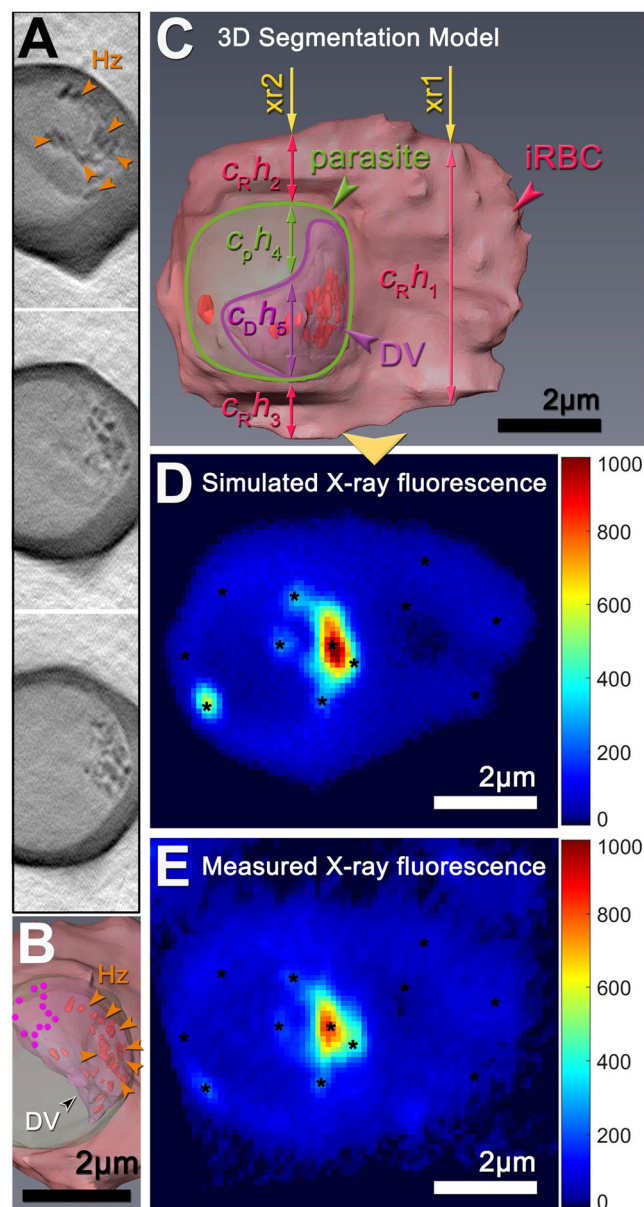 A
Hz
B
Hz
DV
2µm
C 3D Segmentation Model
xr2
xr1
parasite
iRBC
cRh2
cph4
cRh1
cDh5
DV
cRh3
2µm
D Simulated X-ray fluorescence
1000
800
600
400
200
0
* * * * * * * * * * * *
2µm
E Measured X-ray fluorescence
1000
800
600
400
200
0
* * * * * * * * * * * *
2µm